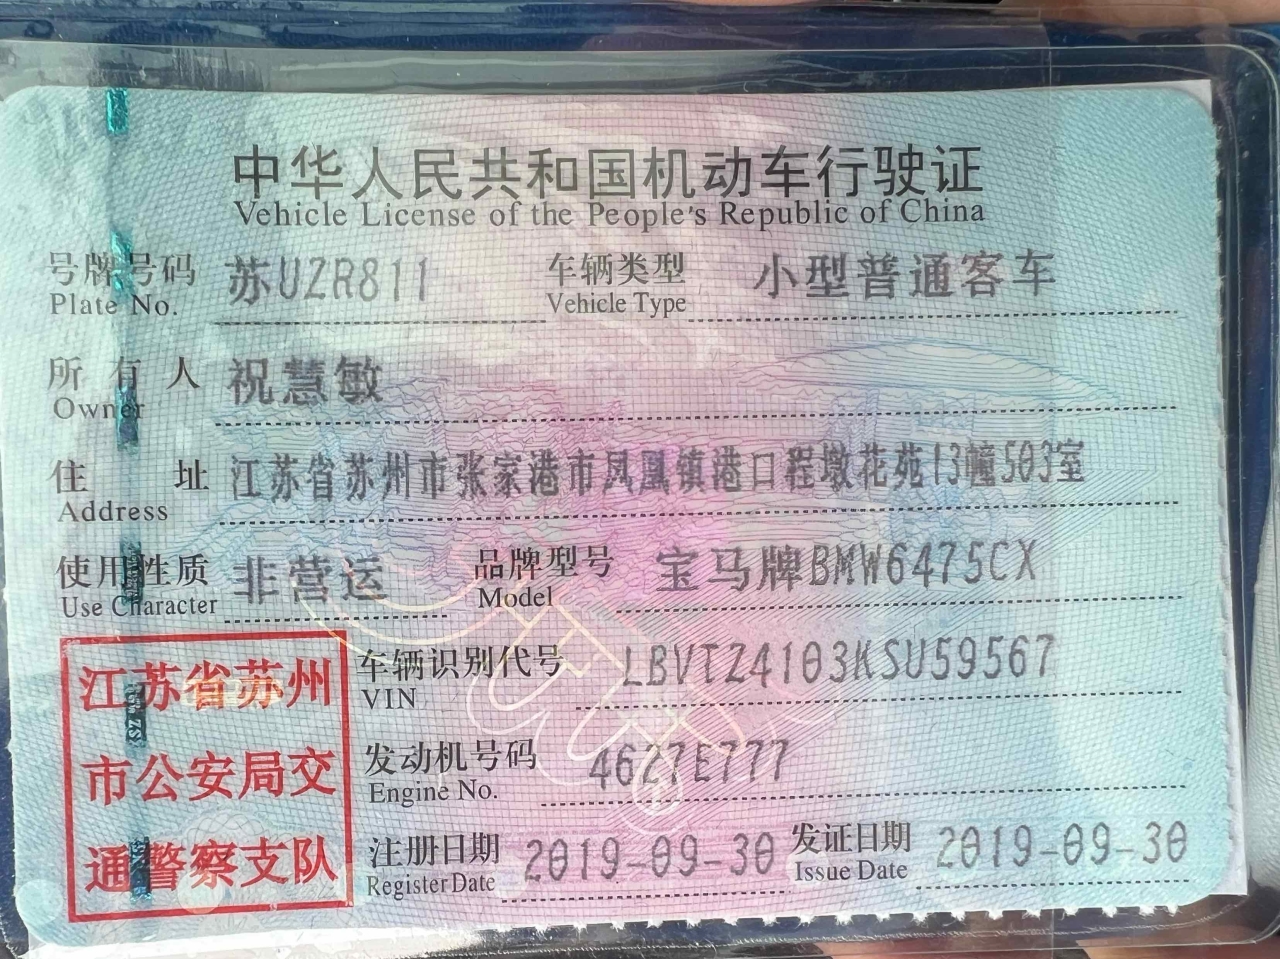 中华人民共和国机动车行驶证
Vehicle License of the People's Republic of China
号牌号码 苏UZR811 车辆类型 小型普通客车
Plate No. Vehicle Type
所有人 祝慧敏
Owner
住址 江苏省苏州市张家港市凤凰镇港口程墩花苑13幢503室
Address
使用性质 非营运 品牌型号 宝马牌BMW6475CX
Use Character Model
江苏省苏州
市公安局交
通警察支队
车辆识别代号 LBVTZ4103KSU59567
VIN
发动机号码 4627E777
Engine No.
注册日期 2019-09-30 发证日期 2019-09-30
Register Date Issue Date